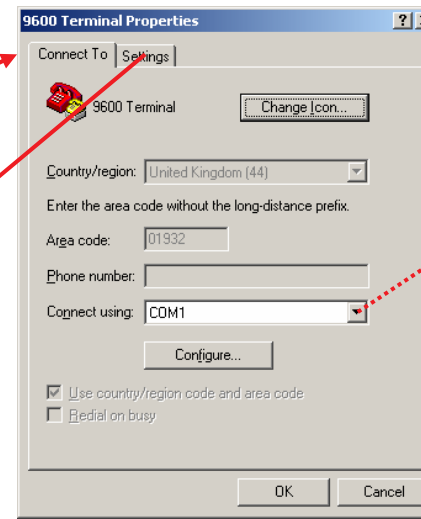 9600 Terminal Properties
Connect To Settings
9600 Terminal Change Icon...
Country/region: United Kingdom (44)
Enter the area code without the long-distance prefix.
Area code: 01932
Phone number:
Connect using: COM1
Configure...
Use country/region code and area code
Redial on busy
OK Cancel